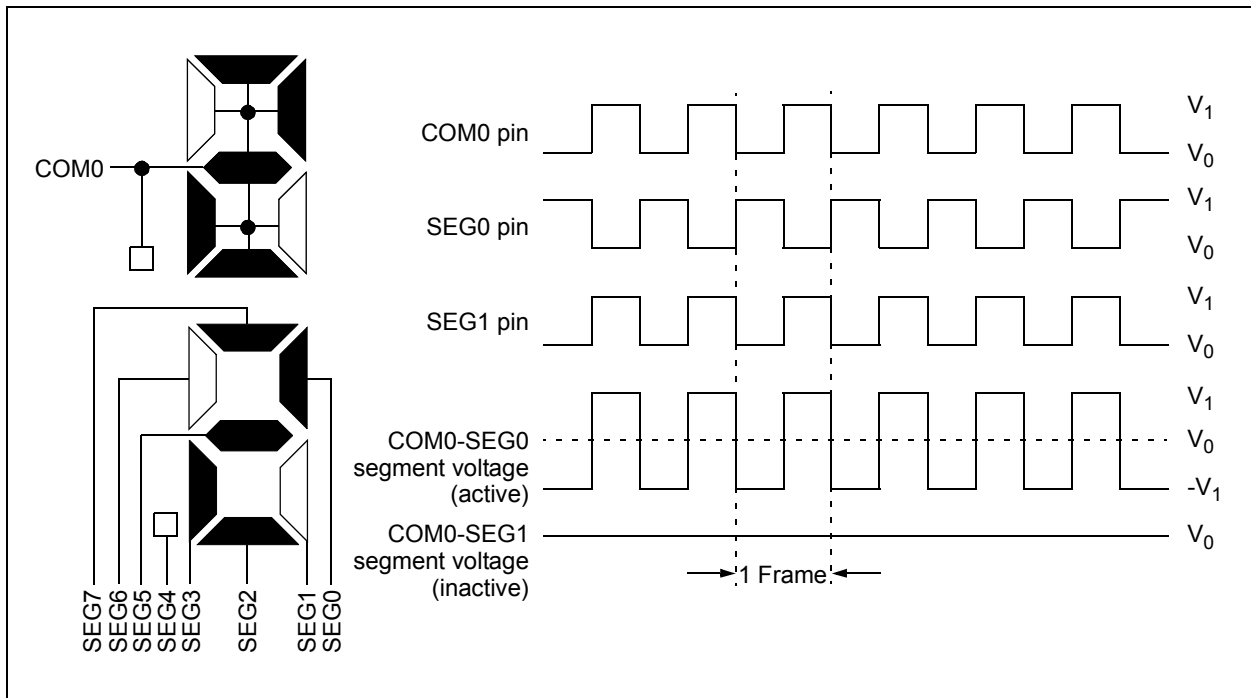 COM0
SEG7
SEG6
SEG5
SEG4
SEG3
SEG2
SEG1
SEG0
COM0 pin
V1
V0
SEG0 pin
V1
V0
SEG1 pin
V1
V0
COM0-SEG0
segment voltage
(active)
V1
V0
-V1
COM0-SEG1
segment voltage
(inactive)
V0
1 Frame